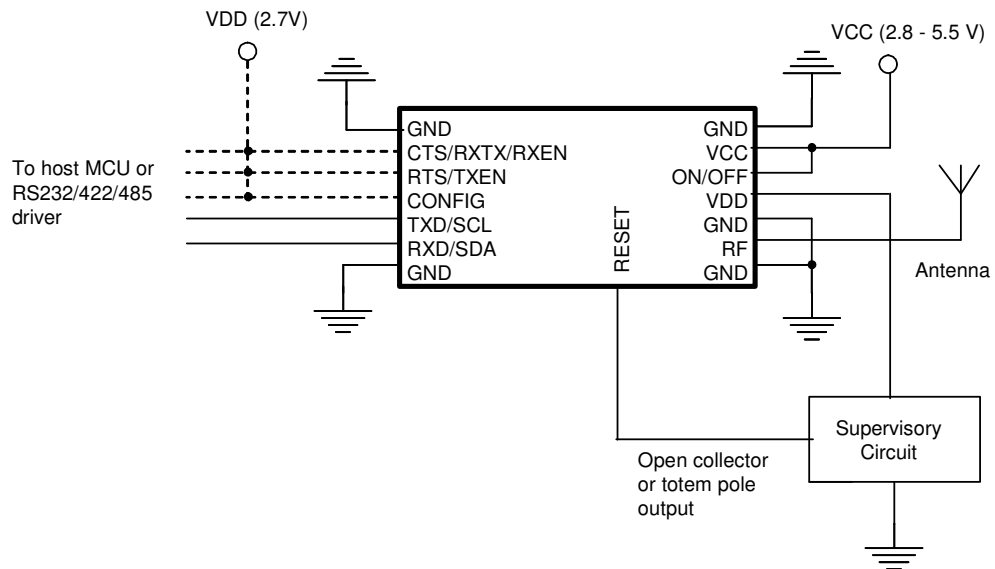 VDD (2.7V)
VCC (2.8 - 5.5 V)
To host MCU or
RS232/422/485
driver
GND
CTS/RXTX/RXEN
RTS/TXEN
CONFIG
TXD/SCL
RXD/SDA
GND
RESET
GND
VCC
ON/OFF
VDD
GND
RF
GND
Antenna
Supervisory
Circuit
Open collector
or totem pole
output